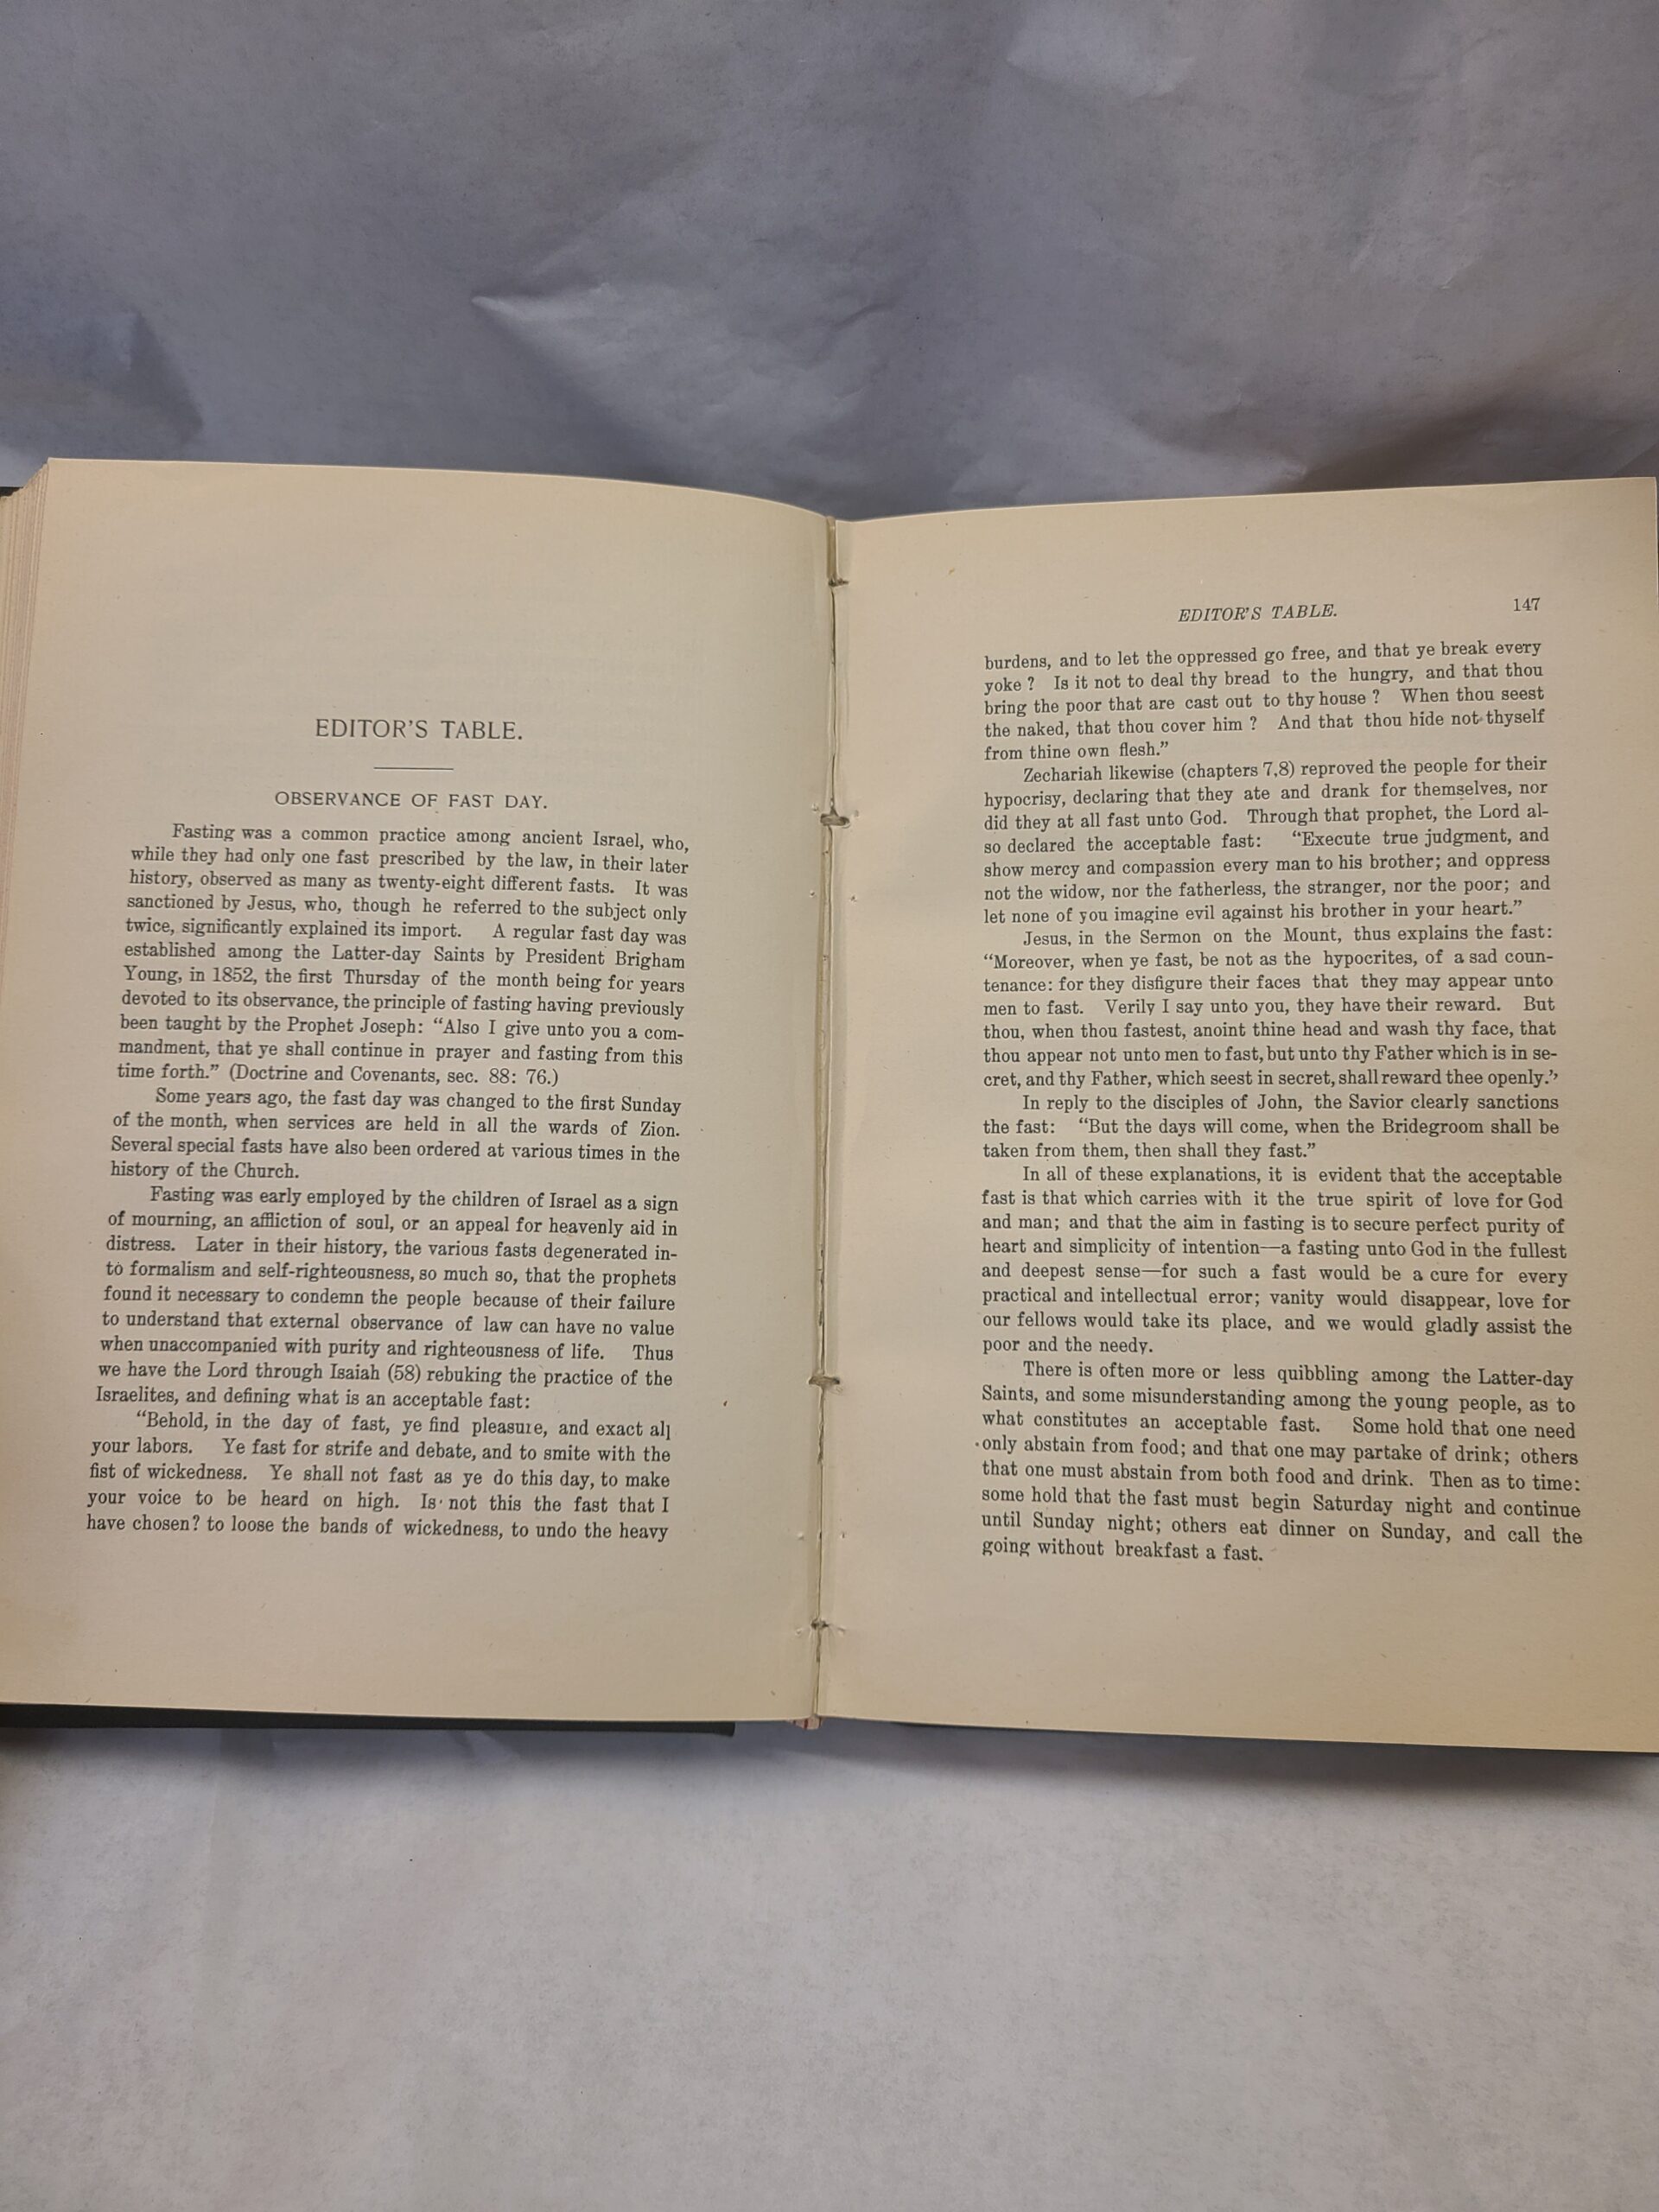 EDITOR'S TABLE.
OBSERVANCE OF FAST DAY.
Fasting was a common practice among ancient Israel, who,
while they had only one fast prescribed by the law, in their later
history, observed as many as twenty-eight different fasts. It was
sanctioned by Jesus, who, though he referred to the subject only
twice, significantly explained its import. A regular fast day was
established among the Latter-day Saints by President Brigham
Young, in 1852, the first Thursday of the month being for years
devoted to its observance, the principle of fasting having previously
been taught by the Prophet Joseph: “Also I give unto you a com-
mandment, that ye shall continue in prayer and fasting from this
time forth.” (Doctrine and Covenants, sec. 88: 76.)
Some years ago, the fast day was changed to the first Sunday
of the month, when services are held in all the wards of Zion.
Several special fasts have also been ordered at various times in the
history of the Church.
Fasting was early employed by the children of Israel as a sign
of mourning, an affliction of soul, or an appeal for heavenly aid in
distress. Later in their history, the various fasts degenerated in-
to formalism and self-righteousness, so much so, that the prophets
found it necessary to condemn the people because of their failure
to understand that external observance of law can have no value
when unaccompanied with purity and righteousness of life. Thus
we have the Lord through Isaiah (58) rebuking the practice of the
Israelites, and defining what is an acceptable fast:
“Behold, in the day of fast, ye find pleasure, and exact all
your labors. Ye fast for strife and debate, and to smite with the
fist of wickedness. Ye shall not fast as ye do this day, to make
your voice to be heard on high. Is not this the fast that I
have chosen? to loose the bands of wickedness, to undo the heavy
EDITOR'S TABLE. 147
burdens, and to let the oppressed go free, and that ye break every
yoke? Is it not to deal thy bread to the hungry, and that thou
bring the poor that are cast out to thy house? When thou seest
the naked, that thou cover him? And that thou hide not thyself
from thine own flesh.”
Zechariah likewise (chapters 7,8) reproved the people for their
hypocrisy, declaring that they ate and drank for themselves, nor
did they at all fast unto God. Through that prophet, the Lord al-
so declared the acceptable fast: “Execute true judgment, and
show mercy and compassion every man to his brother; and oppress
not the widow, nor the fatherless, the stranger, nor the poor; and
let none of you imagine evil against his brother in your heart.”
Jesus, in the Sermon on the Mount, thus explains the fast:
“Moreover, when ye fast, be not as the hypocrites, of a sad coun-
tenance: for they disfigure their faces that they may appear unto
men to fast. Verily I say unto you, they have their reward. But
thou, when thou fastest, anoint thine head and wash thy face, that
thou appear not unto men to fast, but unto thy Father which is in se-
cret, and thy Father, which seest in secret, shall reward thee openly.”
In reply to the disciples of John, the Savior clearly sanctions
the fast: “But the days will come, when the Bridegroom shall be
taken from them, then shall they fast.”
In all of these explanations, it is evident that the acceptable
fast is that which carries with it the true spirit of love for God
and man; and that the aim in fasting is to secure perfect purity of
heart and simplicity of intention—a fasting unto God in the fullest
and deepest sense—for such a fast would be a cure for every
practical and intellectual error; vanity would disappear, love for
our fellows would take its place, and we would gladly assist the
poor and the needy.
There is often more or less quibbling among the Latter-day
Saints, and some misunderstanding among the young people, as to
what constitutes an acceptable fast. Some hold that one need
only abstain from food; and that one may partake of drink; others
that one must abstain from both food and drink. Then as to time:
some hold that the fast must begin Saturday night and continue
until Sunday night; others eat dinner on Sunday, and call the
going without breakfast a fast.